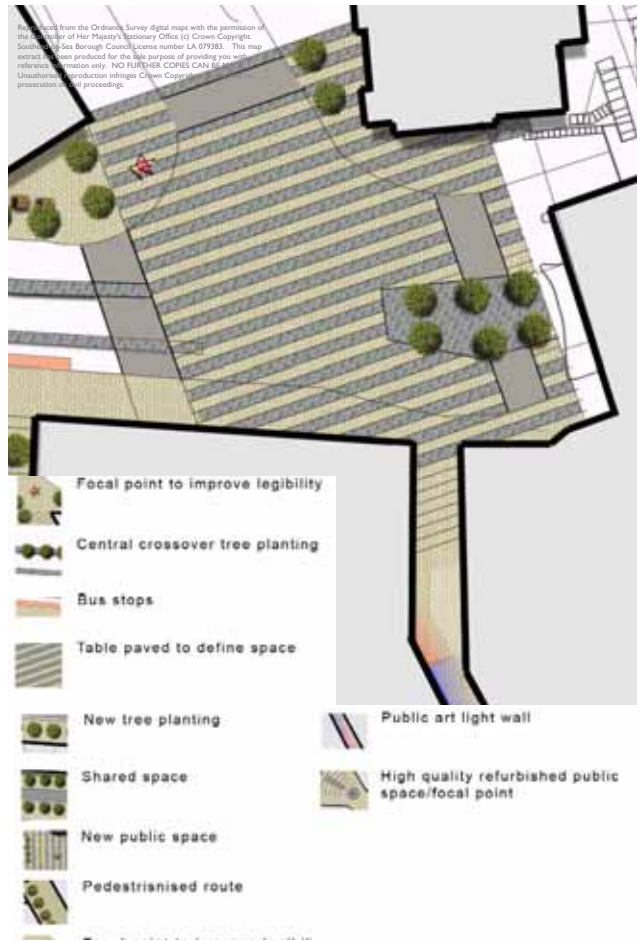 Reproduced from the Ordnance Survey digital maps with the permission of
the Controller of Her Majesty's Stationary Office (c) Crown Copyright.
Southend-on-Sea Borough Council License number LA 079383. This map
extract has been produced for the sole purpose of providing you with
reference information only. NO FURTHER COPIES CAN BE
Unauthorised reproduction infringes Crown Copyright
prosecution or civil proceedings.
Focal point to improve legibility
Central crossover tree planting
Bus stops
Table paved to define space
New tree planting
Shared space
New public space
Pedestrisnised route
Public art light wall
High quality refurbished public
space/focal point